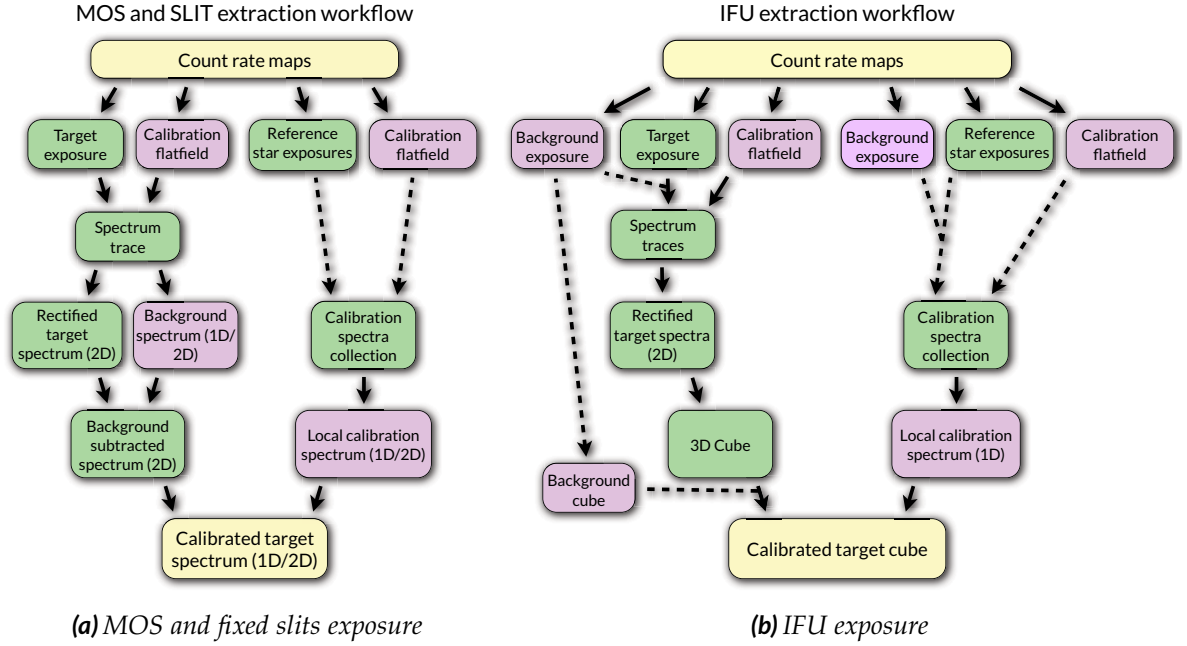 MOS and SLIT extraction workflow
Count rate maps
Target
exposure
Calibration
flatfield
Reference
star exposures
Calibration
flatfield
Spectrum
trace
Rectified
target
spectrum (2D)
Background
spectrum (1D/
2D)
Calibration
spectra
collection
Background
subtracted
spectrum (2D)
Local calibration
spectrum (1D/2D)
Calibrated target
spectrum (1D/2D)
(a) MOS and fixed slits exposure
IFU extraction workflow
Count rate maps
Background
exposure
Target
exposure
Calibration
flatfield
Background
exposure
Reference
star exposures
Calibration
flatfield
Spectrum
traces
Rectified
target spectra
(2D)
Calibration
spectra
collection
3D Cube
Local calibration
spectrum (1D)
Background
cube
Calibrated target cube
(b) IFU exposure